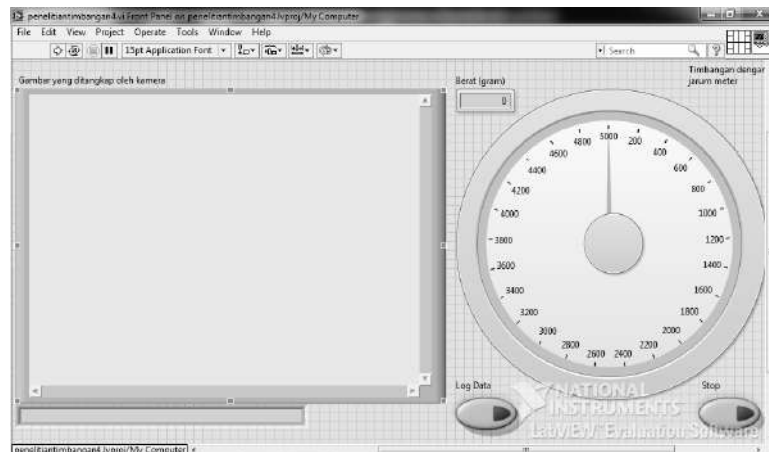 penelitiantimbangan4.vi Front Panel on penelitiantimbangan4.lvproj/My Computer
File Edit View Project Operate Tools Window Help
15pt Application Font
Search
?
Gambar yang ditangkap oleh kamera
Berat (gram)
0
Timbangan dengan
jarum meter
5000
200
400
600
800
1000
1200
1400
1600
1800
2000
2200
2400
2600
2800
3000
3200
3400
3600
3800
4000
4200
4400
4600
4800
Log Data
Stop
NATIONAL
INSTRUMENTS
LabVIEW Evaluation Software
penelitiantimbangan4.lvproj/My Computer